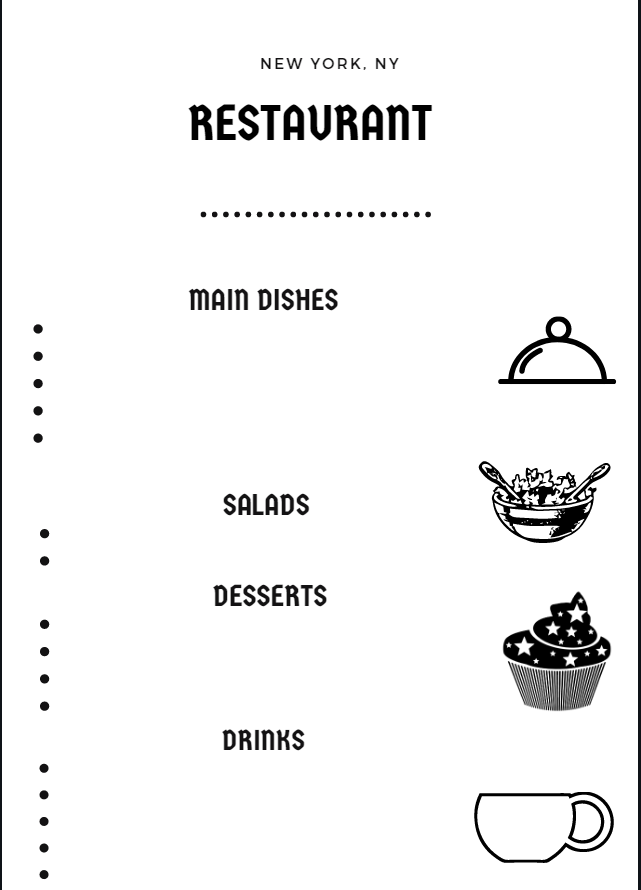 NEW YORK, NY
RESTAURANT
MAIN DISHES
SALADS
DESSERTS
DRINKS